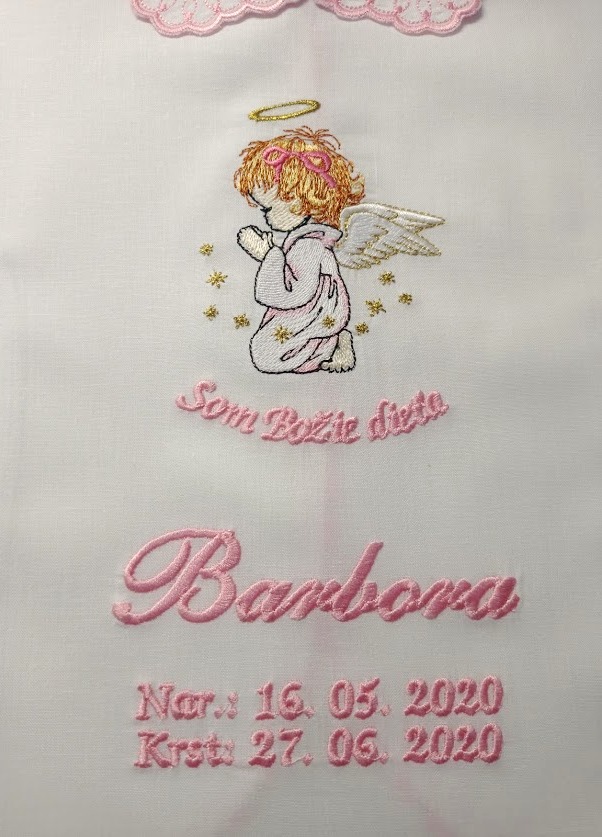 Som Božie dieťa
Barbora
Nar.: 16. 05. 2020
Krst: 27. 06. 2020